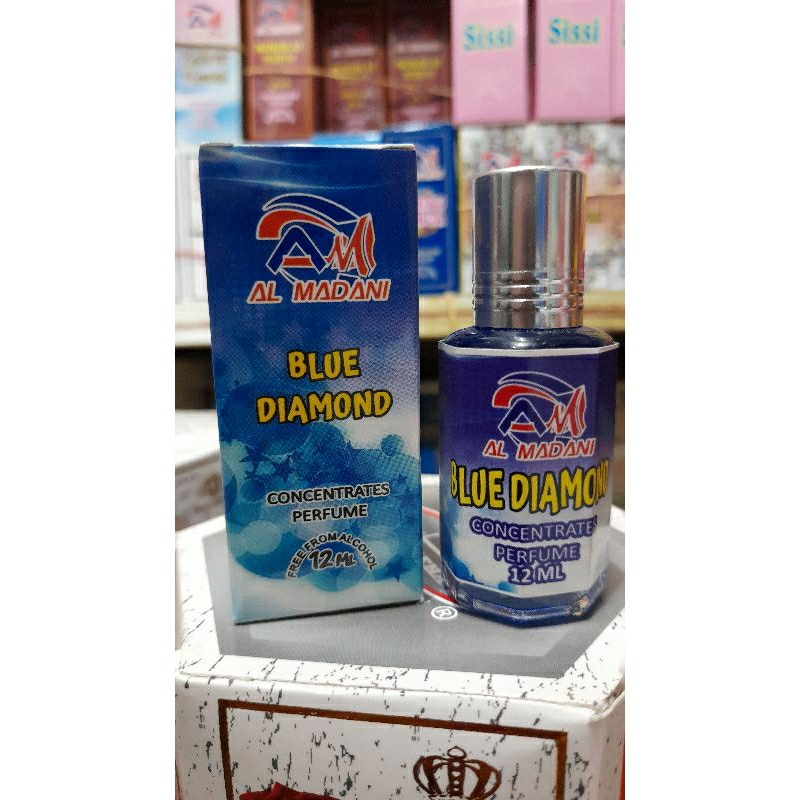 Sissi
Sissi
AM
AL MADANI
BLUE
DIAMOND
CONCENTRATES
PERFUME
FREE FROM ALCOHOL
12 ML
AM
AL MADANI
BLUE DIAMOND
CONCENTRATES
PERFUME
12 ML
®